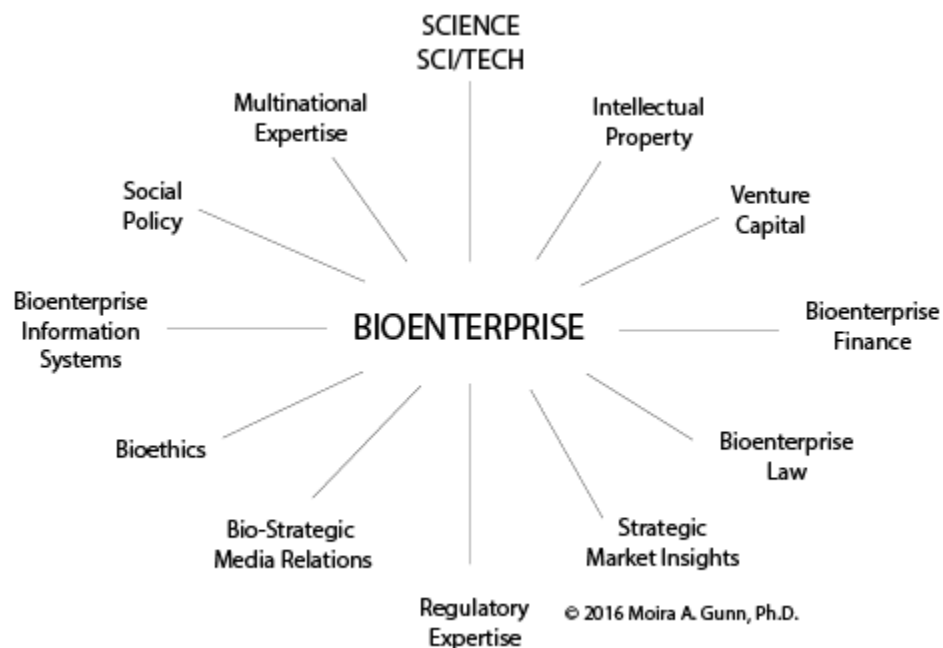 SCIENCE
SCI/TECH
Multinational
Expertise
Intellectual
Property
Social
Policy
Venture
Capital
Bioenterprise
Information
Systems
BIOENTERPRISE
Bioenterprise
Finance
Bioethics
Bioenterprise
Law
Bio-Strategic
Media Relations
Strategic
Market Insights
Regulatory
Expertise
© 2016 Moira A. Gunn, Ph.D.